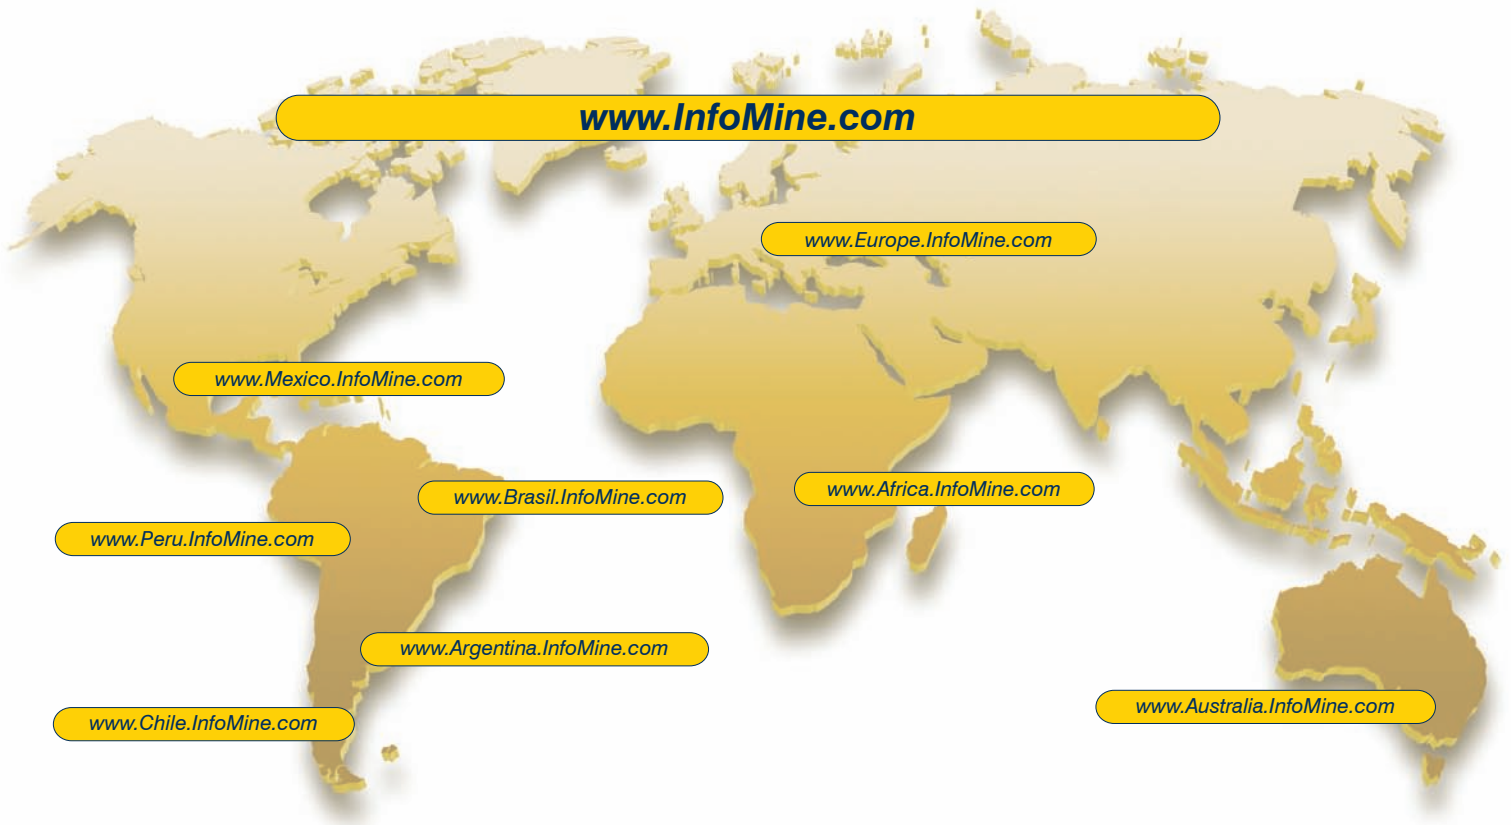 www.InfoMine.com
www.Europe.InfoMine.com
www.Mexico.InfoMine.com
www.Brasil.InfoMine.com
www.Africa.InfoMine.com
www.Peru.InfoMine.com
www.Argentina.InfoMine.com
www.Australia.InfoMine.com
www.Chile.InfoMine.com